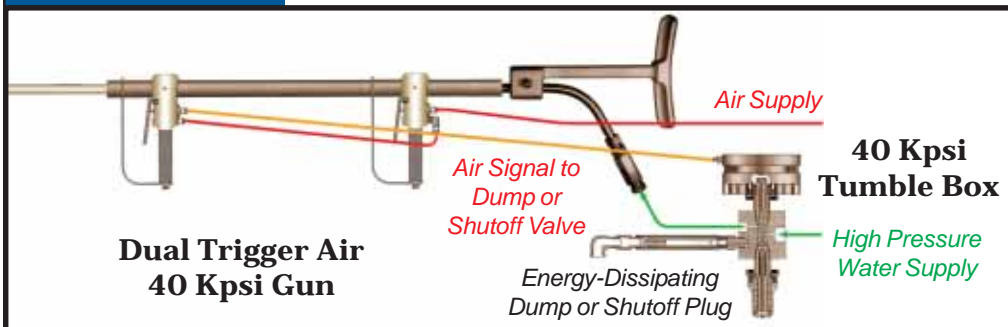 Air Supply
40 Kpsi
Tumble Box
Air Signal to
Dump or
Shutoff Valve
High Pressure
Water Supply
Dual Trigger Air
40 Kpsi Gun
Energy-Dissipating
Dump or Shutoff Plug